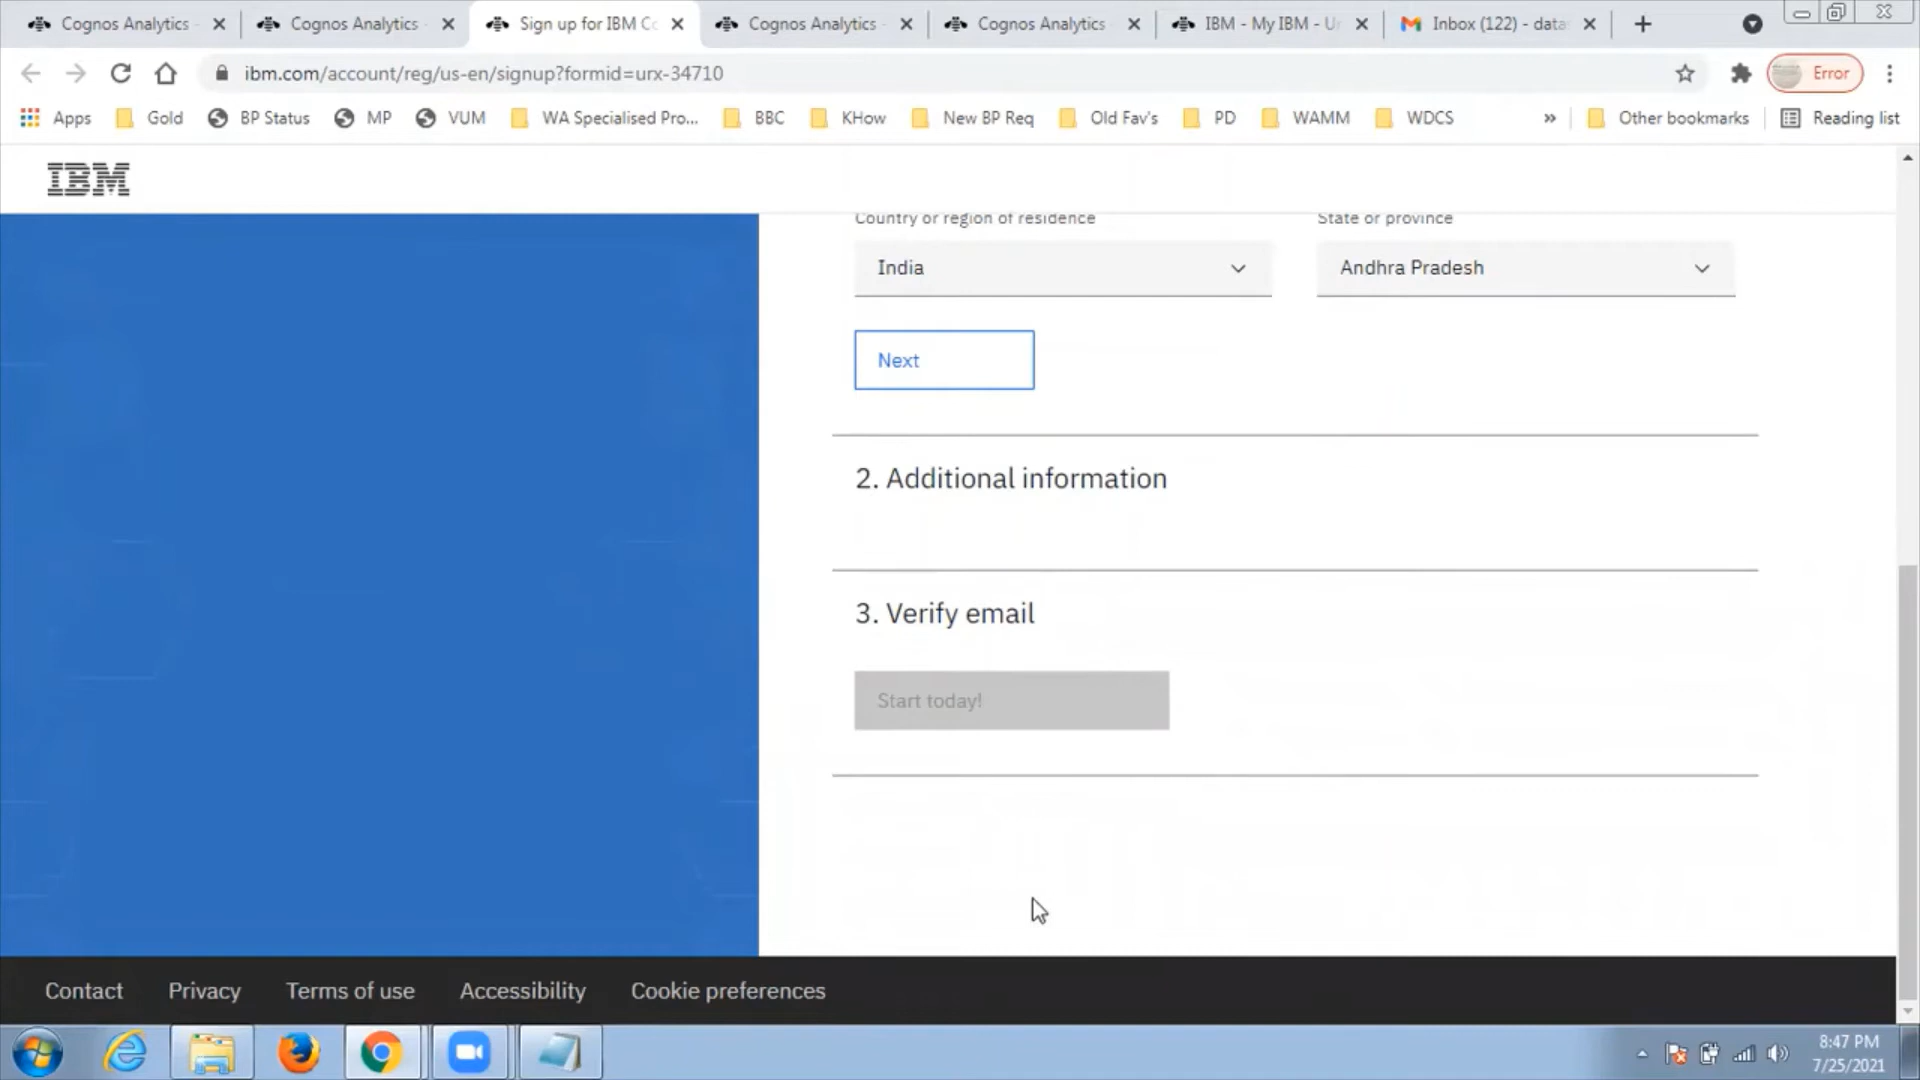 Cognos Analytics - Cognos Analytics - Sign up for IBM Co Cognos Analytics - Cognos Analytics IBM - My IBM - Un Inbox (122) - data
ibm.com/account/reg/us-en/signup?formid=urx-34710 Error
Apps Gold BP Status MP VUM WA Specialised Pro... BBC KHow New BP Req Old Fav's PD WAMM WDCS » Other bookmarks Reading list
IBM
Country or region of residence State or province
India Andhra Pradesh
Next
2. Additional information
3. Verify email
Start today!
Contact Privacy Terms of use Accessibility Cookie preferences
8:47 PM
7/25/2021